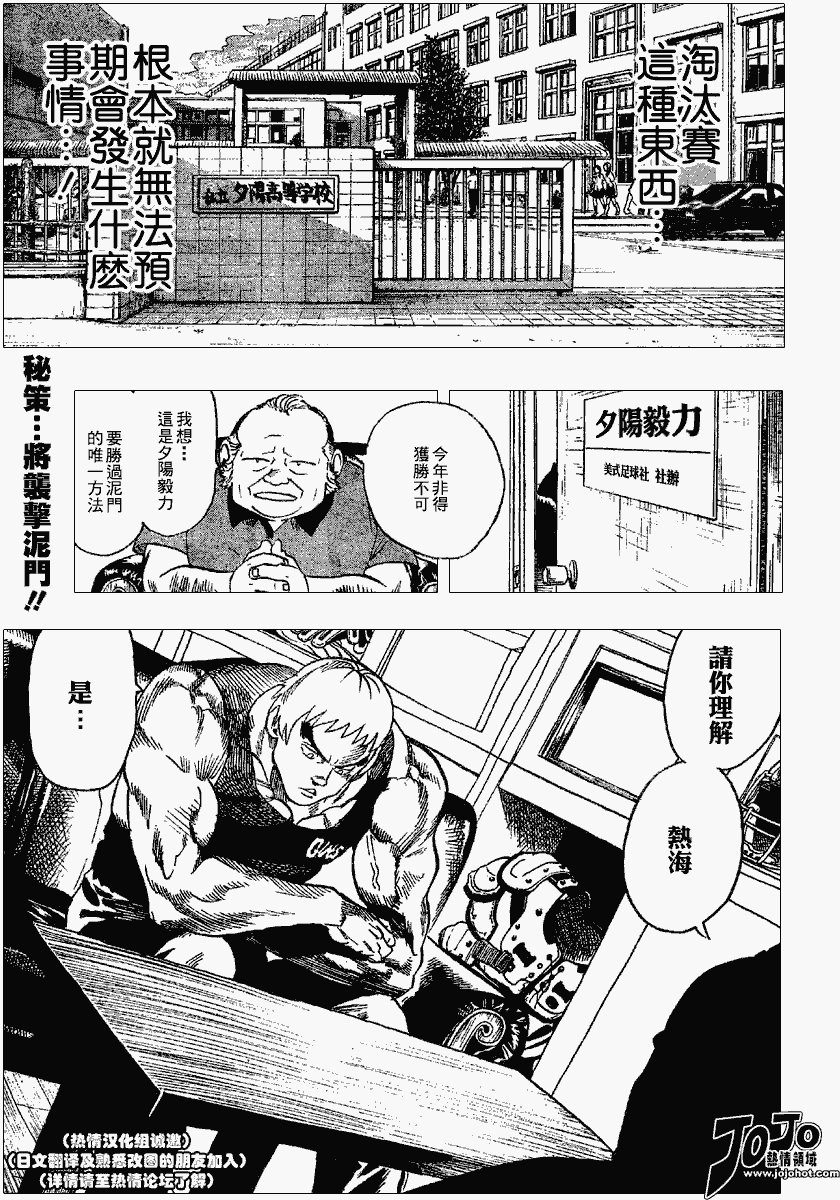 淘汰賽
這種東西…
根本就無法預
期會發生什麽
事情…!!
私立 夕陽高等学校
夕陽毅力
美式足球社 社辦
今年非得
獲勝不可
我想…
這是夕陽毅力
要勝過泥門
的唯一方法
秘策…將襲擊泥門!!
請你理解
熱海
是…
GUTS
(热情汉化组诚邀)
(日文翻译及熟悉改图的朋友加入)
(详情请至热情论坛了解)
JOJO
熱情領域
www.jojohot.com